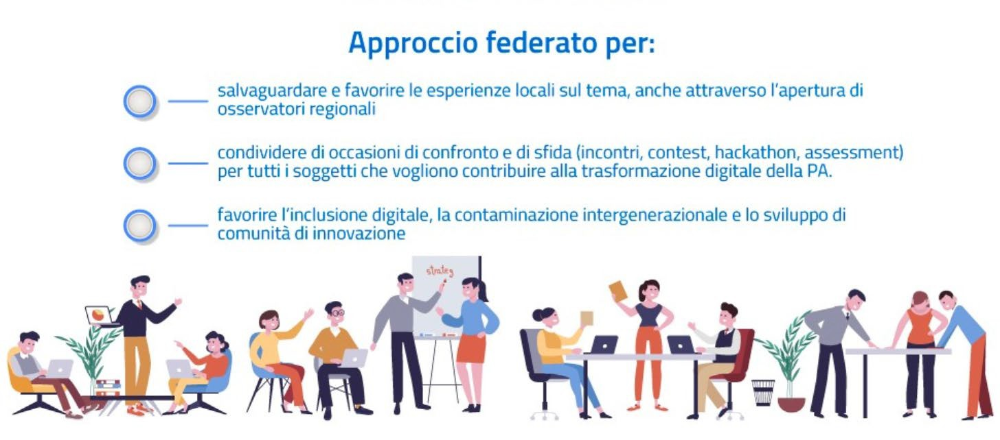 Approccio federato per:
salvaguardare e favorire le esperienze locali sul tema, anche attraverso l'apertura di
osservatori regionali
condividere di occasioni di confronto e di sfida (incontri, contest, hackathon, assessment)
per tutti i soggetti che vogliono contribuire alla trasformazione digitale della PA.
favorire l'inclusione digitale, la contaminazione intergenerazionale e lo sviluppo di
comunità di innovazione
strateg